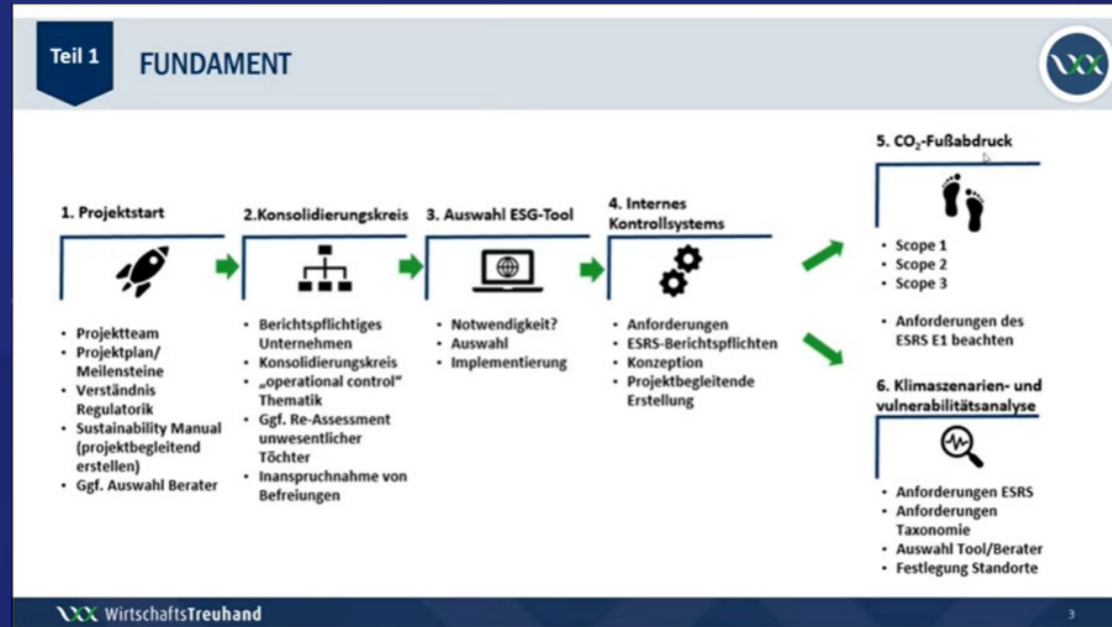 Teil 1
FUNDAMENT
1. Projektstart
• Projektteam
• Projektplan/
Meilensteine
• Verständnis
Regulatorik
• Sustainability Manual
(projektbegleitend
erstellen)
• Ggf. Auswahl Berater
2.Konsolidierungskreis
• Berichtspflichtiges
Unternehmen
• Konsolidierungskreis
• „operational control“
Thematik
• Ggf. Re-Assessment
unwesentlicher
Töchter
• Inanspruchnahme von
Befreiungen
3. Auswahl ESG-Tool
• Notwendigkeit?
• Auswahl
• Implementierung
4. Internes
Kontrollsystems
• Anforderungen
• ESRS-Berichtspflichten
• Konzeption
• Projektbegleitende
Erstellung
5. CO₂-Fußabdruck
• Scope 1
• Scope 2
• Scope 3
• Anforderungen des
ESRS E1 beachten
6. Klimaszenarien- und
vulnerabilitätsanalyse
• Anforderungen ESRS
• Anforderungen
Taxonomie
• Auswahl Tool/Berater
• Festlegung Standorte
WirtschaftsTreuhand
3